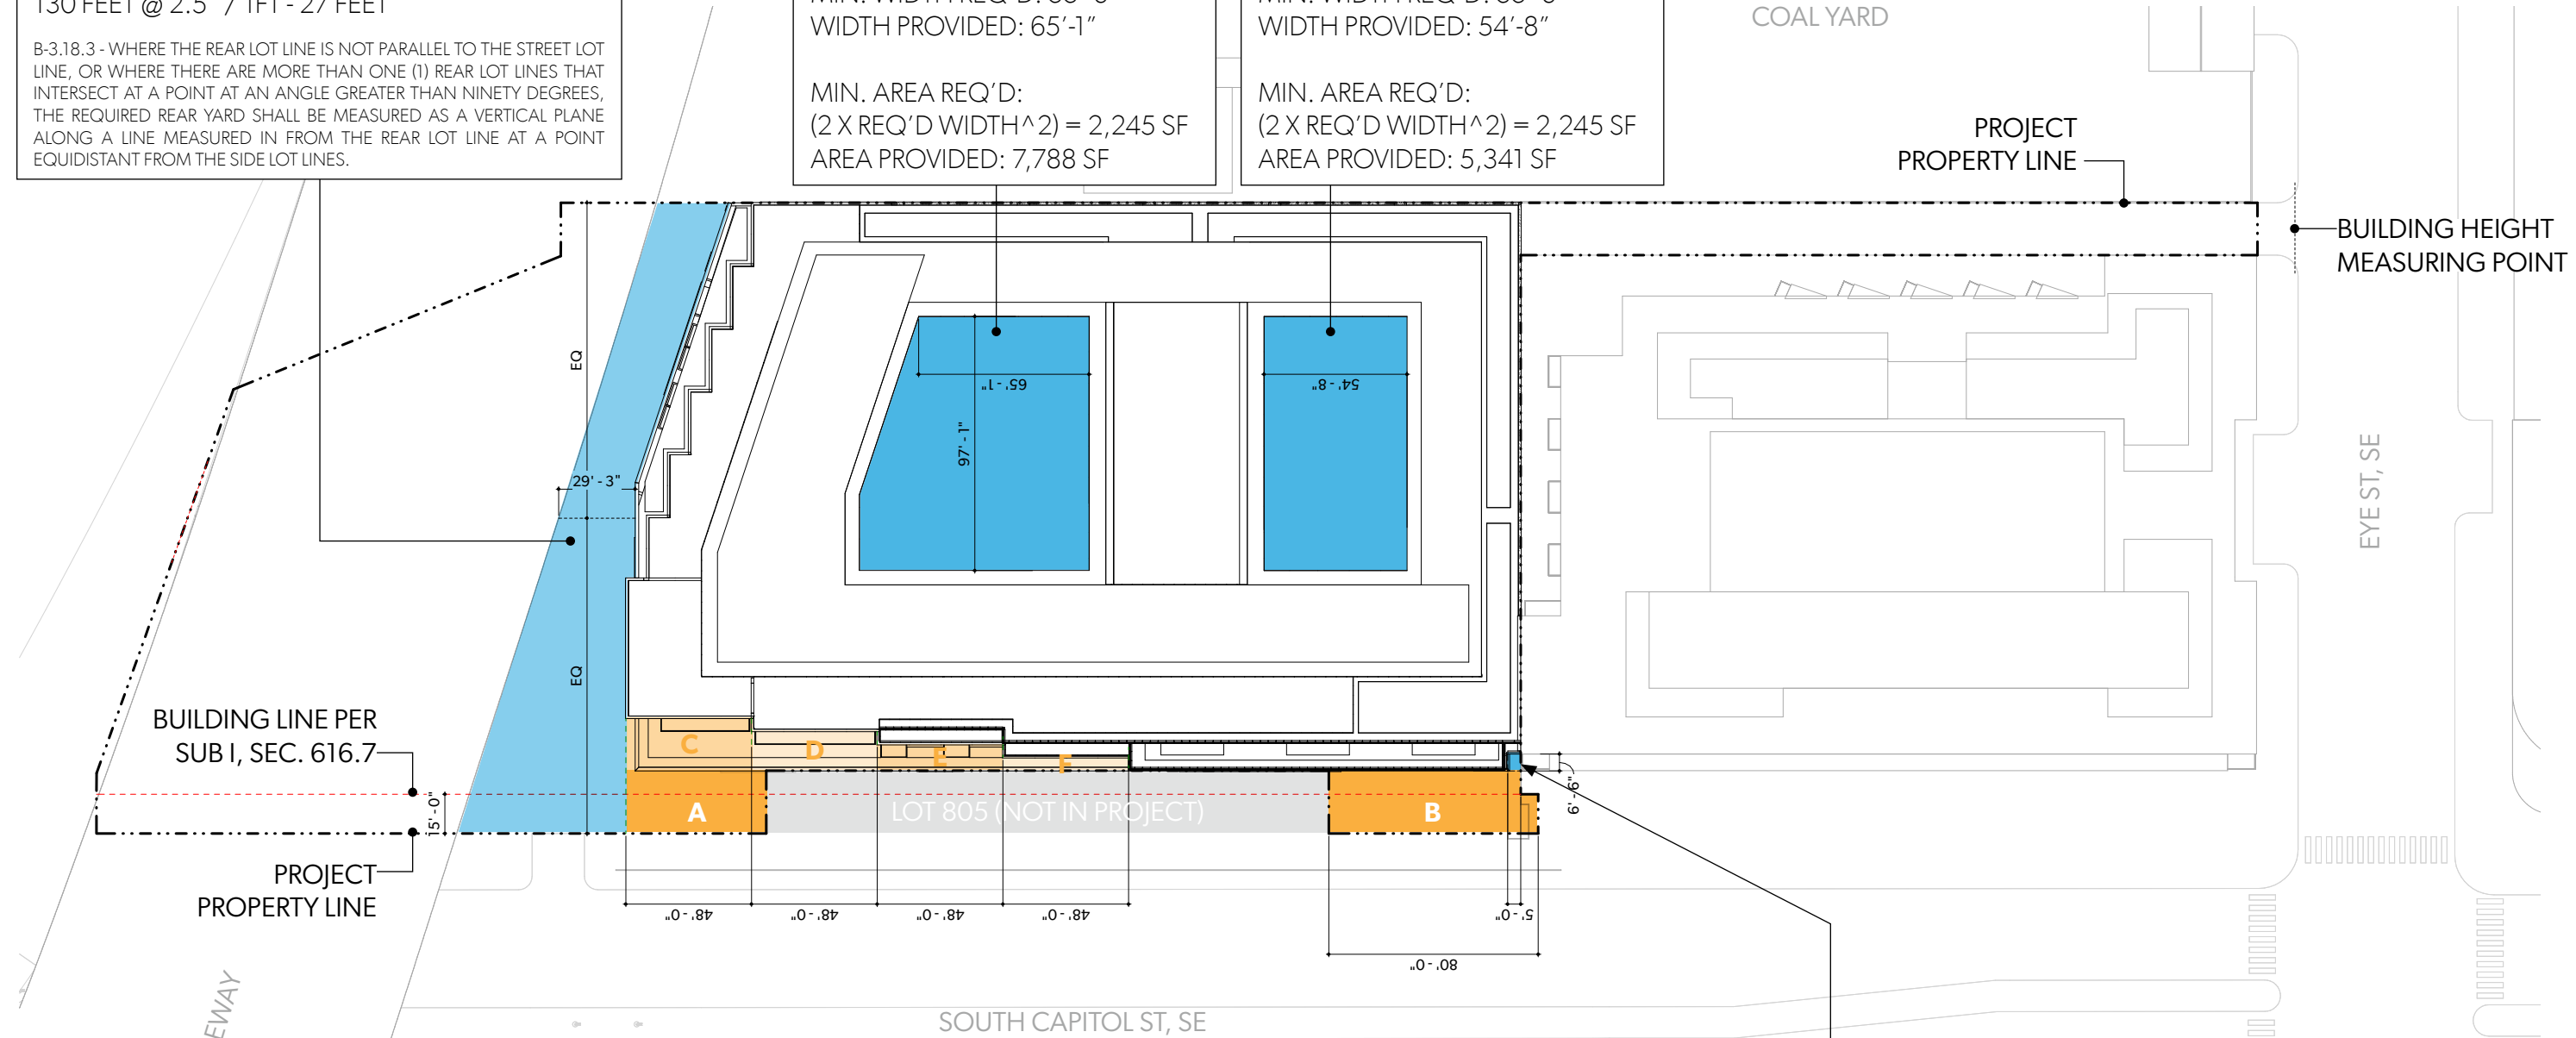 130 FEET @ 2.5" / 1FT - 27 FEET
B-3.18.3 - WHERE THE REAR LOT LINE IS NOT PARALLEL TO THE STREET LOT
LINE, OR WHERE THERE ARE MORE THAN ONE (1) REAR LOT LINES THAT
INTERSECT AT A POINT AT AN ANGLE GREATER THAN NINETY DEGREES,
THE REQUIRED REAR YARD SHALL BE MEASURED AS A VERTICAL PLANE
ALONG A LINE MEASURED IN FROM THE REAR LOT LINE AT A POINT
EQUIDISTANT FROM THE SIDE LOT LINES.
WIDTH PROVIDED: 65'-1"
MIN. AREA REQ'D:
(2 X REQ'D WIDTH^2) = 2,245 SF
AREA PROVIDED: 7,788 SF
WIDTH PROVIDED: 54'-8"
MIN. AREA REQ'D:
(2 X REQ'D WIDTH^2) = 2,245 SF
AREA PROVIDED: 5,341 SF
COAL YARD
PROJECT
PROPERTY LINE
BUILDING HEIGHT
MEASURING POINT
EQ
65' - 1"
54' - 8"
97' - 1"
29' - 3"
EYE ST, SE
EQ
BUILDING LINE PER
SUB I, SEC. 616.7
C
D
E
F
15' - 0"
A
LOT 805 (NOT IN PROJECT)
B
6' - 6"
PROJECT
PROPERTY LINE
48' - 0"
48' - 0"
48' - 0"
48' - 0"
5' - 0"
80' - 0"
EWAY
SOUTH CAPITOL ST, SE